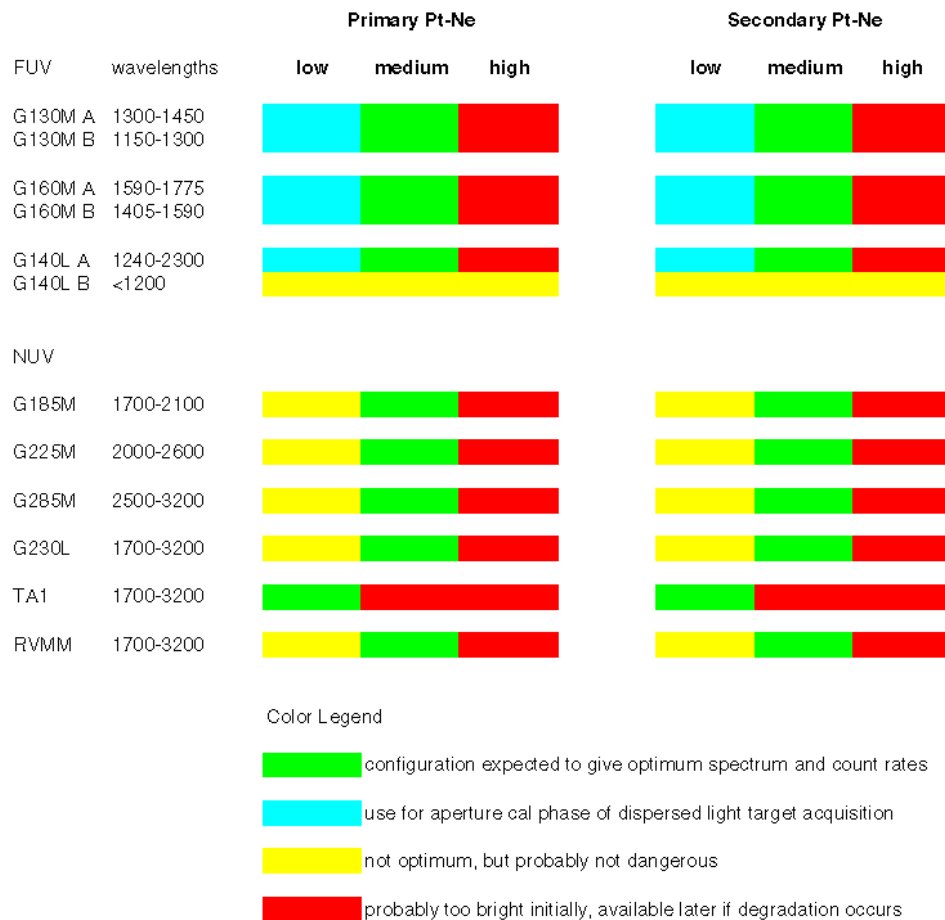 Primary Pt-Ne Secondary Pt-Ne
FUV wavelengths low medium high low medium high
G130M A 1300-1450
G130M B 1150-1300
G160M A 1590-1775
G160M B 1405-1590
G140L A 1240-2300
G140L B <1200
NUV
G185M 1700-2100
G225M 2000-2600
G285M 2500-3200
G230L 1700-3200
TA1 1700-3200
RVMM 1700-3200
Color Legend
configuration expected to give optimum spectrum and count rates
use for aperture cal phase of dispersed light target acquisition
not optimum, but probably not dangerous
probably too bright initially, available later if degradation occurs